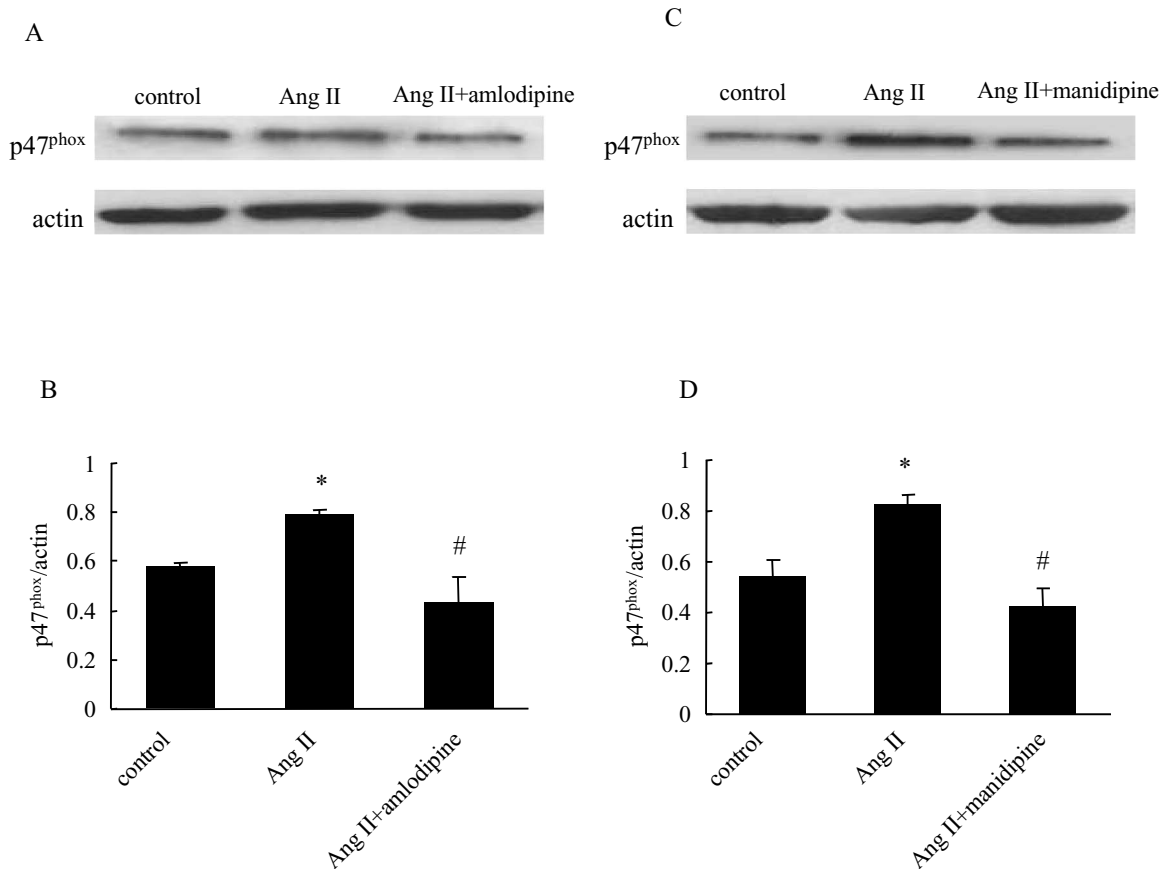 A
control Ang II Ang II+amlodipine
p47phox
actin
C
control Ang II Ang II+manidipine
p47phox
actin
B
1
0.8
0.6
0.4
0.2
0
p47phox/actin
*
#
control
Ang II
Ang II+amlodipine
D
1
0.8
0.6
0.4
0.2
0
p47phox/actin
*
#
control
Ang II
Ang II+manidipine